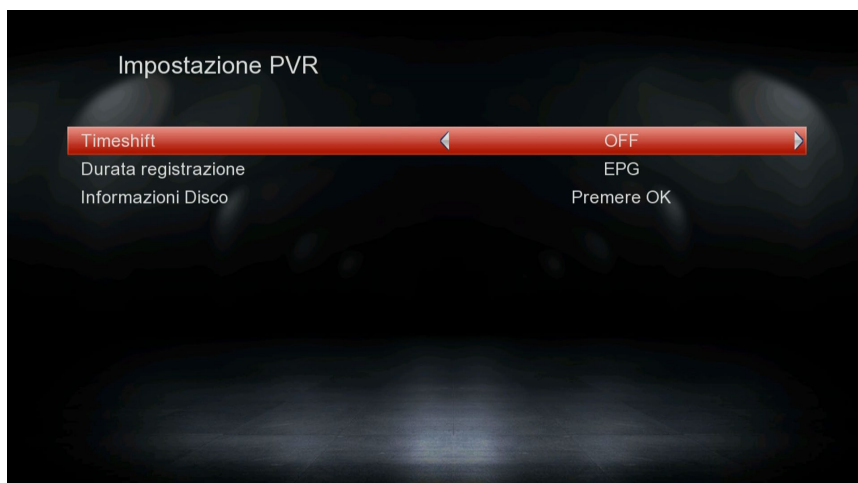 Impostazione PVR
Timeshift OFF
Durata registrazione EPG
Informazioni Disco Premere OK